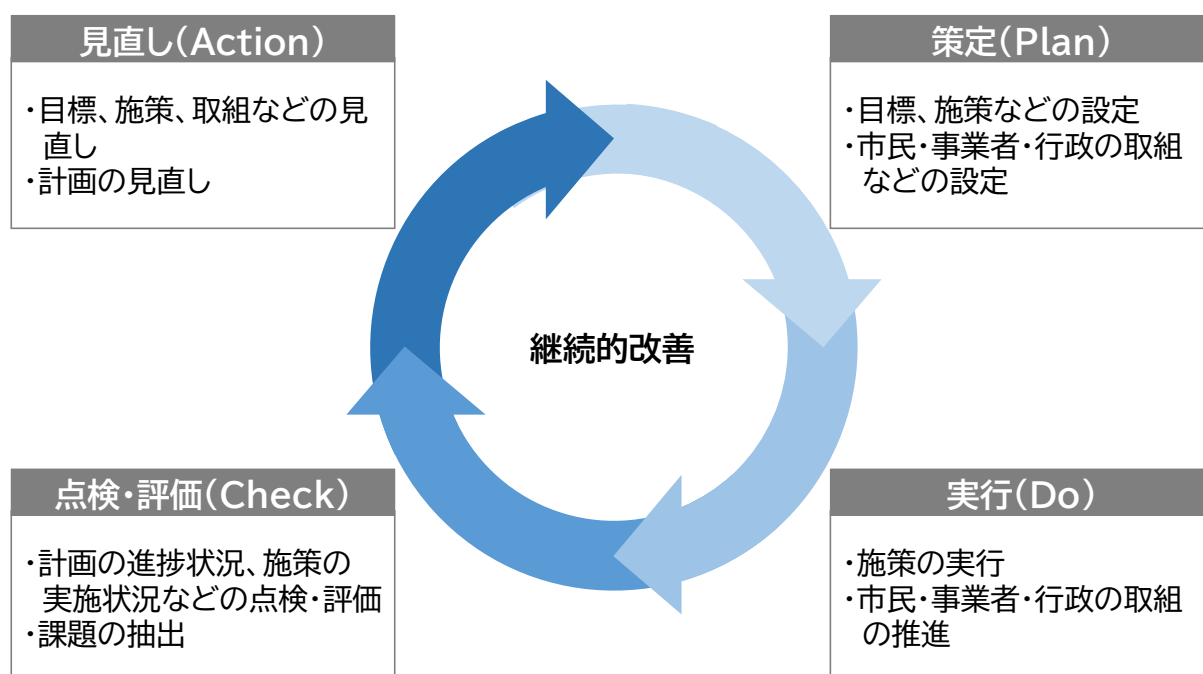 見直し(Action)
・目標、施策、取組などの見
直し
・計画の見直し
策定(Plan)
・目標、施策などの設定
・市民・事業者・行政の取組
などの設定
継続的改善
点検・評価(Check)
・計画の進捗状況、施策の
実施状況などの点検・評価
・課題の抽出
実行(Do)
・施策の実行
・市民・事業者・行政の取組
の推進